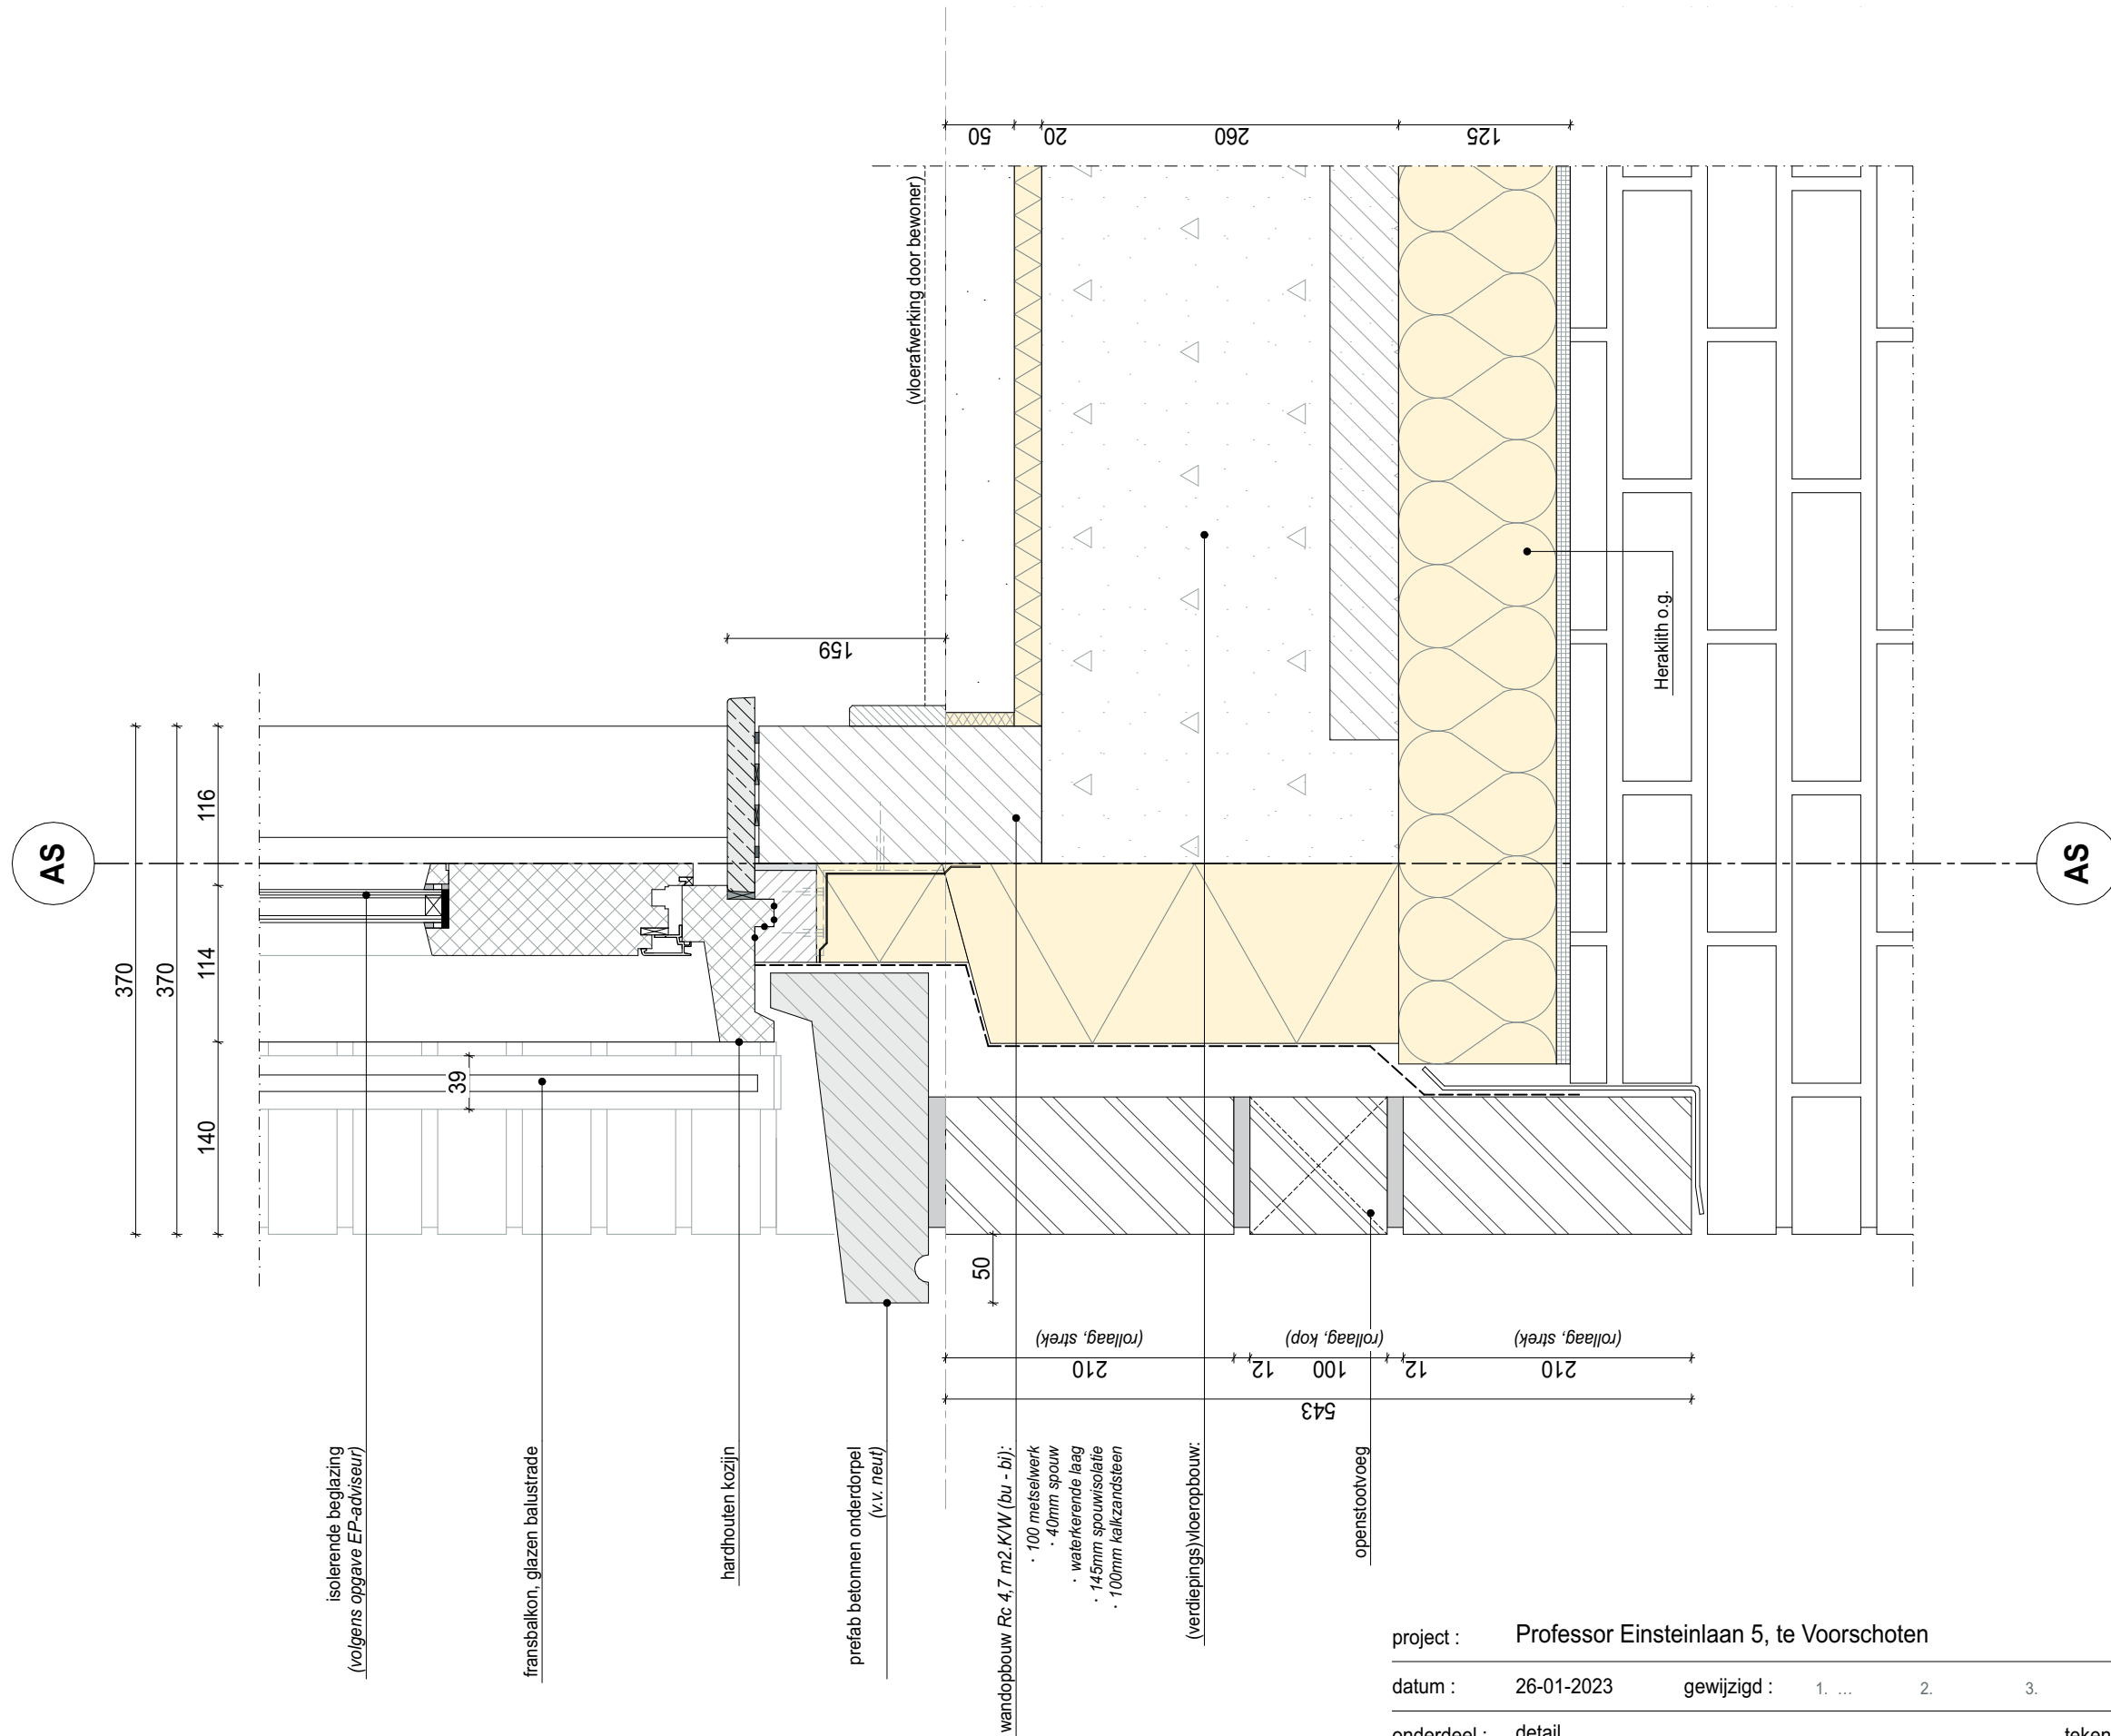 50
20
260
125
(vloerafwerking door bewoner)
159
Heraklith o.g.
370
370
116
114
140
AS
AS
39
50
(rollaag, strek)
(rollaag, kop)
(rollaag, strek)
210
12
100
12
210
543
isolerende beglazing
(volgens opgave EP-adviseur)
fransbalkon, glazen balustrade
hardhouten kozijn
prefab betonnen onderdorpel
(v.v. neut)
wandopbouw Rc 4,7 m2.K/W (bu - bi):
· 100 metselwerk
· 40mm spouw
· waterkerende laag
· 145mm spouwisolatie
· 100mm kalkzandsteen
(verdiepings)vloeropbouw:
openstootvoeg
project : Professor Einsteinlaan 5, te Voorschoten
datum : 26-01-2023 gewijzigd : 1. ... 2. 3.
onderdeel : detail teken